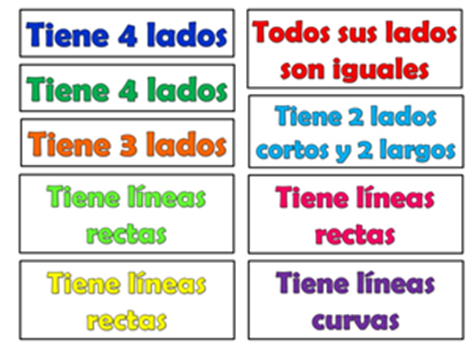 Tiene 4 lados
Tiene 4 lados
Tiene 3 lados
Tiene líneas
rectas
Tiene líneas
rectas
Todos sus lados
son iguales
Tiene 2 lados
cortos y 2 largos
Tiene líneas
rectas
Tiene líneas
curvas